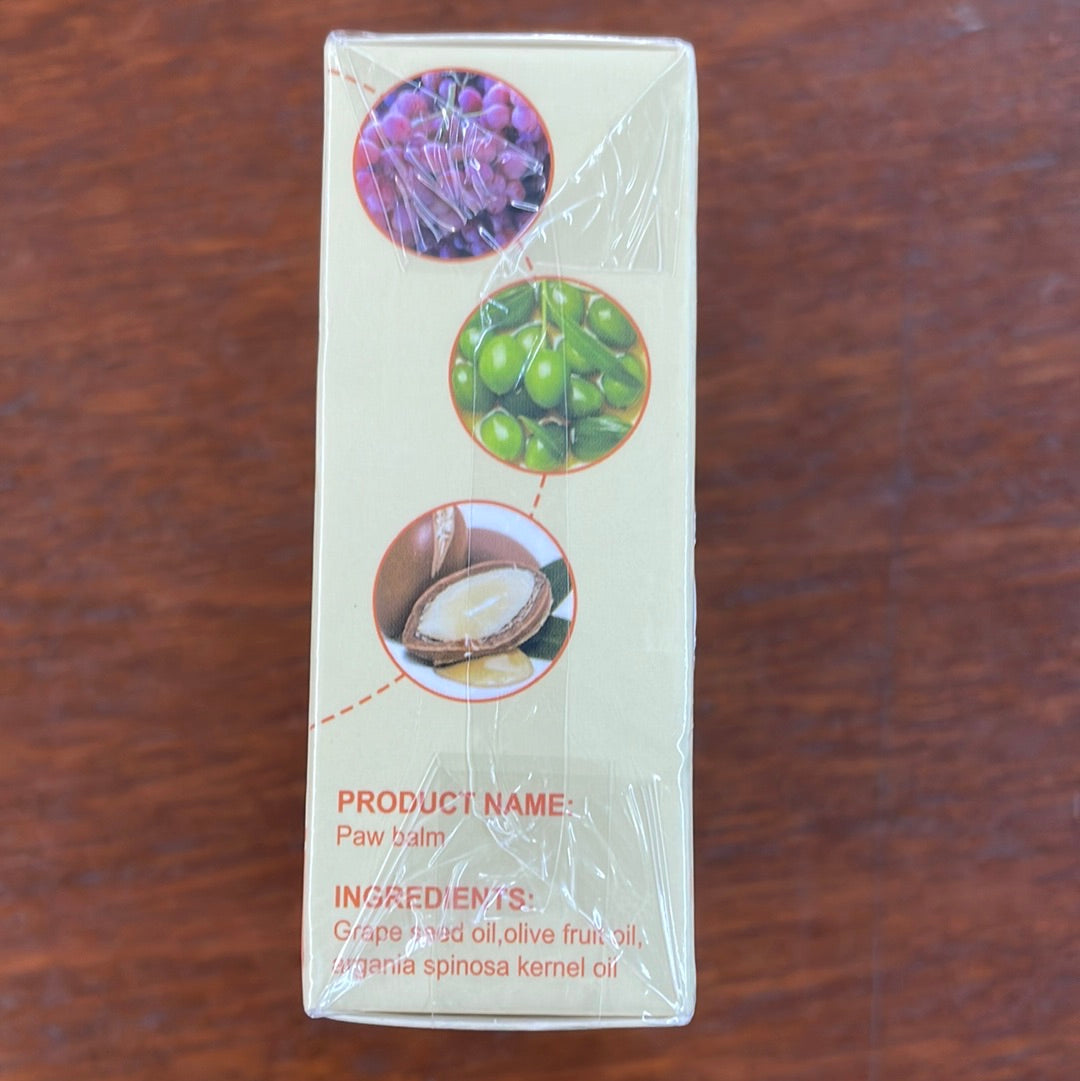 PRODUCT NAME:
Paw balm
INGREDIENTS:
Grape seed oil,olive fruit oil,
argania spinosa kernel oil